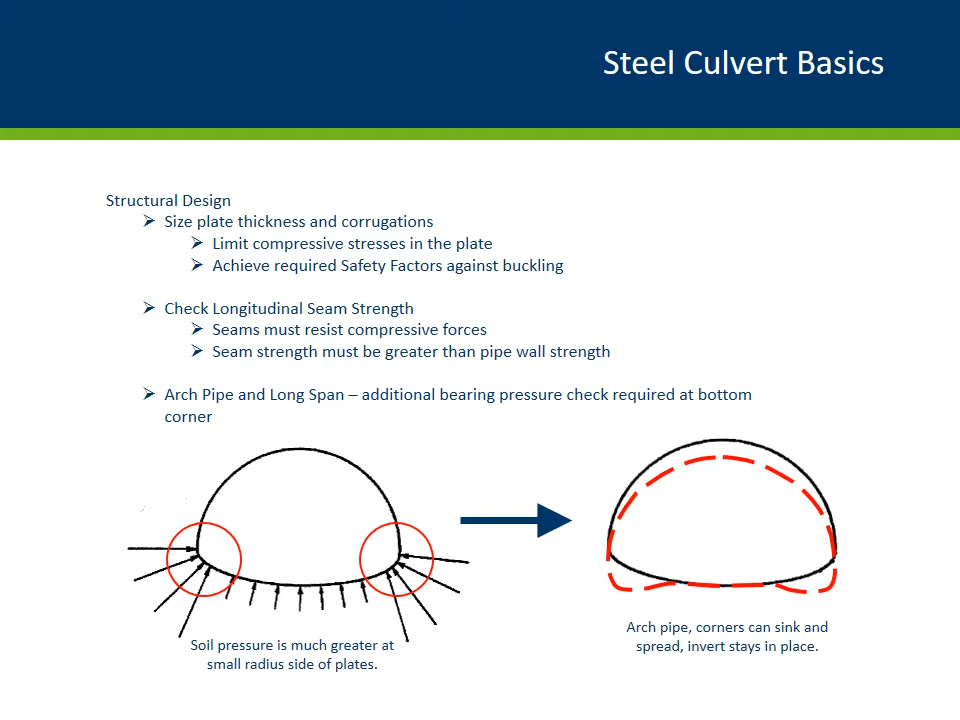 Steel Culvert Basics
Structural Design
Size plate thickness and corrugations
Limit compressive stresses in the plate
Achieve required Safety Factors against buckling
Check Longitudinal Seam Strength
Seams must resist compressive forces
Seam strength must be greater than pipe wall strength
Arch Pipe and Long Span – additional bearing pressure check required at bottom
corner
Soil pressure is much greater at
small radius side of plates.
Arch pipe, corners can sink and
spread, invert stays in place.